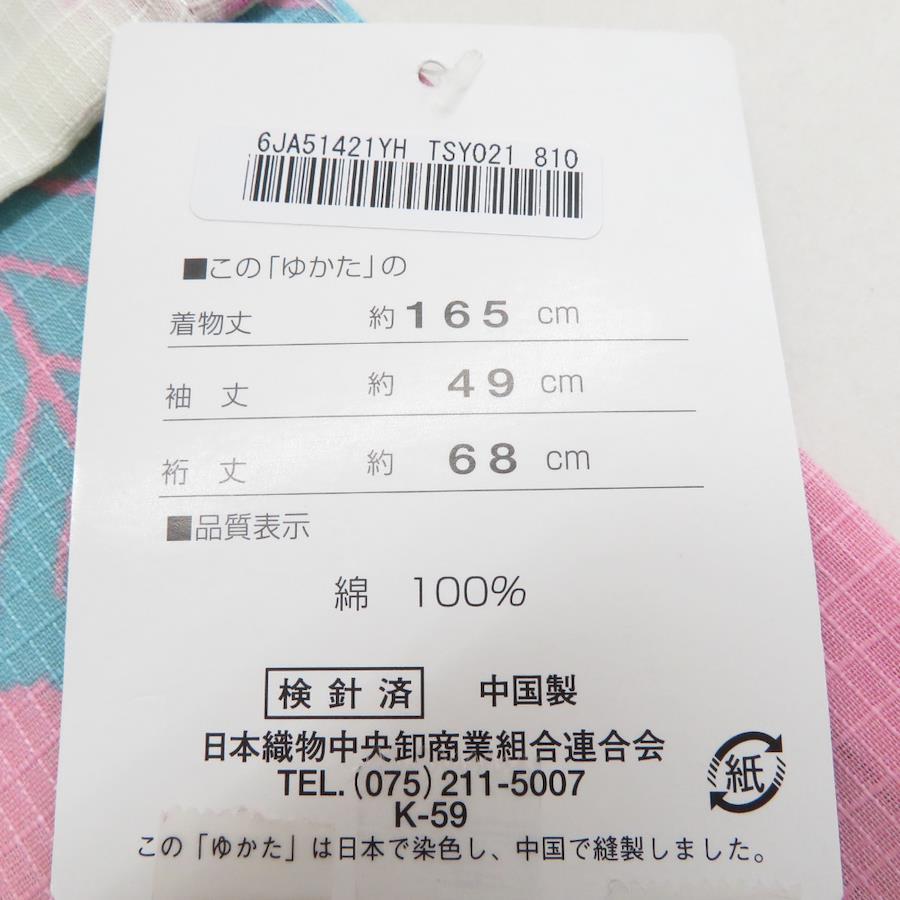 6JA51421YH TSY021 810
■この「ゆかた」の
着物丈 約 165 cm
袖 丈 約 49 cm
裄 丈 約 68 cm
■品質表示
綿 100%
検針済 中国製
日本織物中央卸商業組合連合会
TEL.(075)211-5007
K-59
紙
この「ゆかた」は日本で染色し、中国で縫製しました。